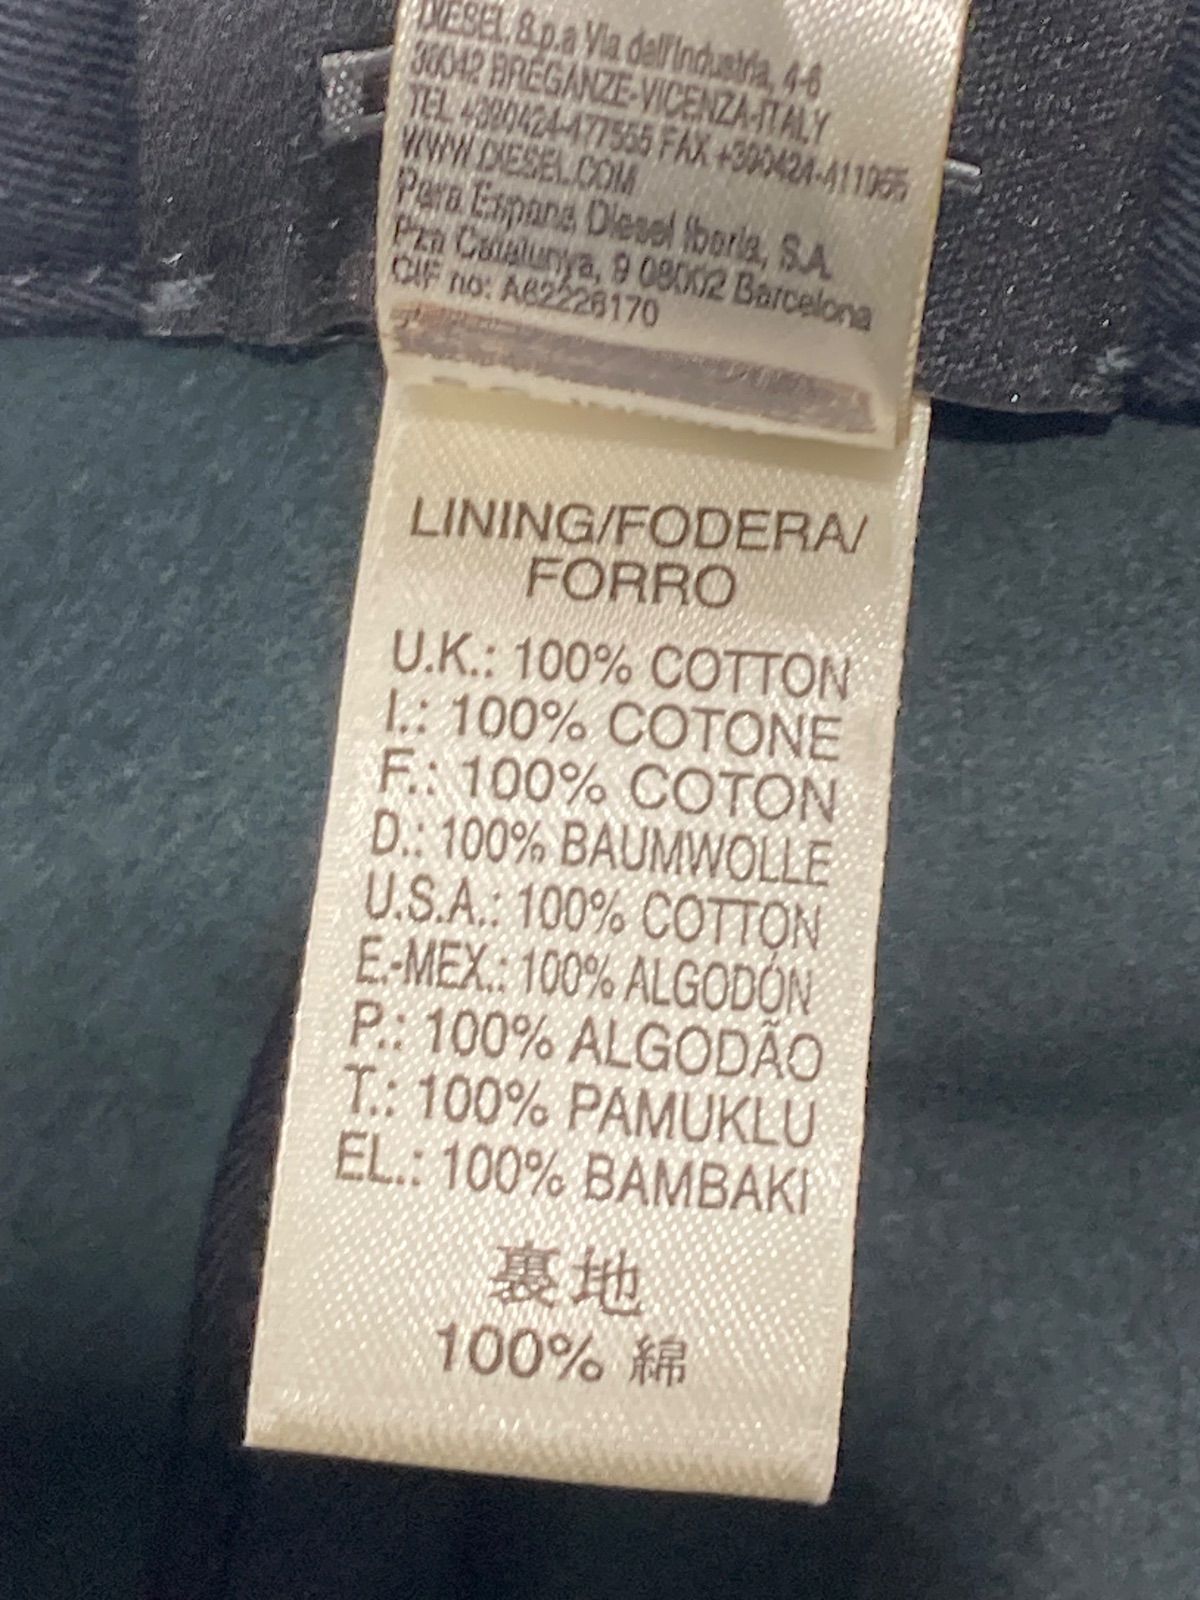 DIESEL S.p.a Via dell'Industria, 4-6
36042 BREGANZE-VICENZA-ITALY
TEL +390424-477555 FAX +390424-411955
WWW.DIESEL.COM
Para Espana Diesel Iberia, S.A.
Pza Catalunya, 9 08002 Barcelona
CIF no: A62226170
LINING/FODERA/
FORRO
U.K.: 100% COTTON
I.: 100% COTONE
F.: 100% COTON
D.: 100% BAUMWOLLE
U.S.A.: 100% COTTON
E.-MEX.: 100% ALGODÓN
P.: 100% ALGODÃO
T.: 100% PAMUKLU
EL.: 100% BAMBAKI
裏地
100% 綿